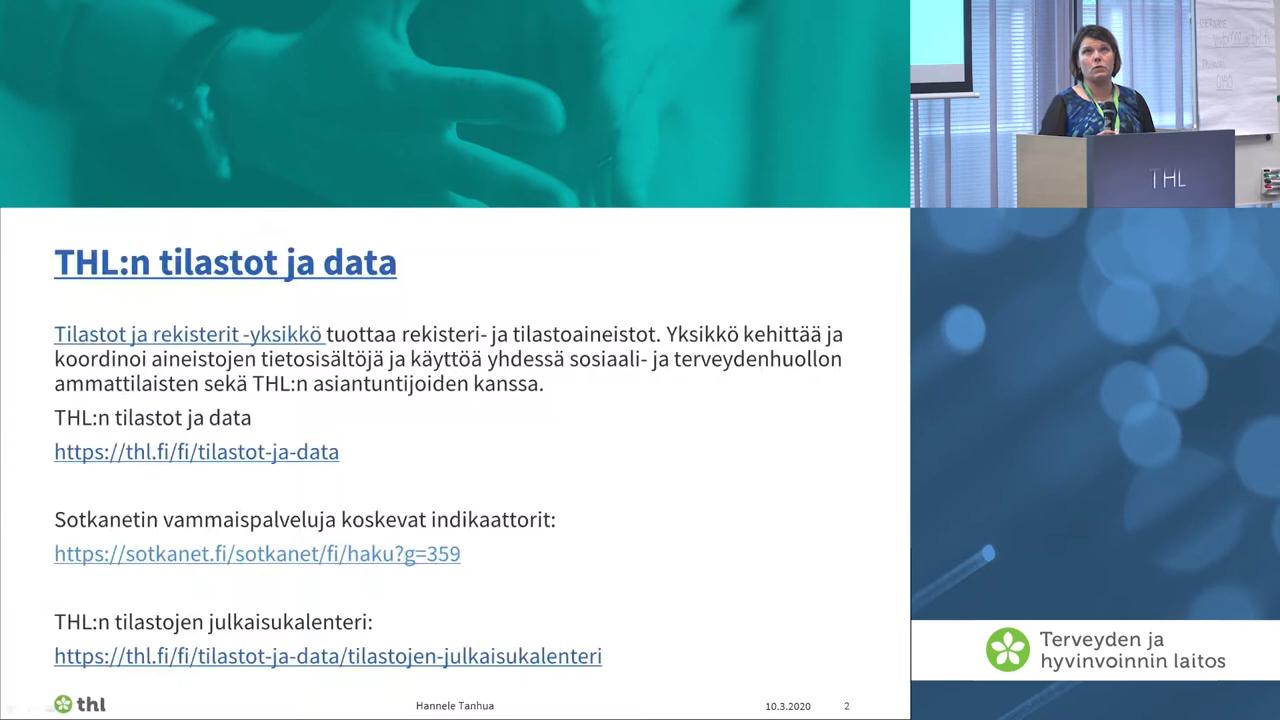 THL:n tilastot ja data
Tilastot ja rekisterit -yksikkö tuottaa rekisteri- ja tilastoaineistot. Yksikkö kehittää ja
koordinoi aineistojen tietosisältöjä ja käyttöä yhdessä sosiaali- ja terveydenhuollon
ammattilaisten sekä THL:n asiantuntijoiden kanssa.
THL:n tilastot ja data
https://thl.fi/fi/tilastot-ja-data
Sotkanetin vammaispalveluja koskevat indikaattorit:
https://sotkanet.fi/sotkanet/fi/haku?g=359
THL:n tilastojen julkaisukalenteri:
https://thl.fi/fi/tilastot-ja-data/tilastojen-julkaisukalenteri
thl
Hannele Tanhua
10.3.2020
2
THL
Terveyden ja
hyvinvoinnin laitos